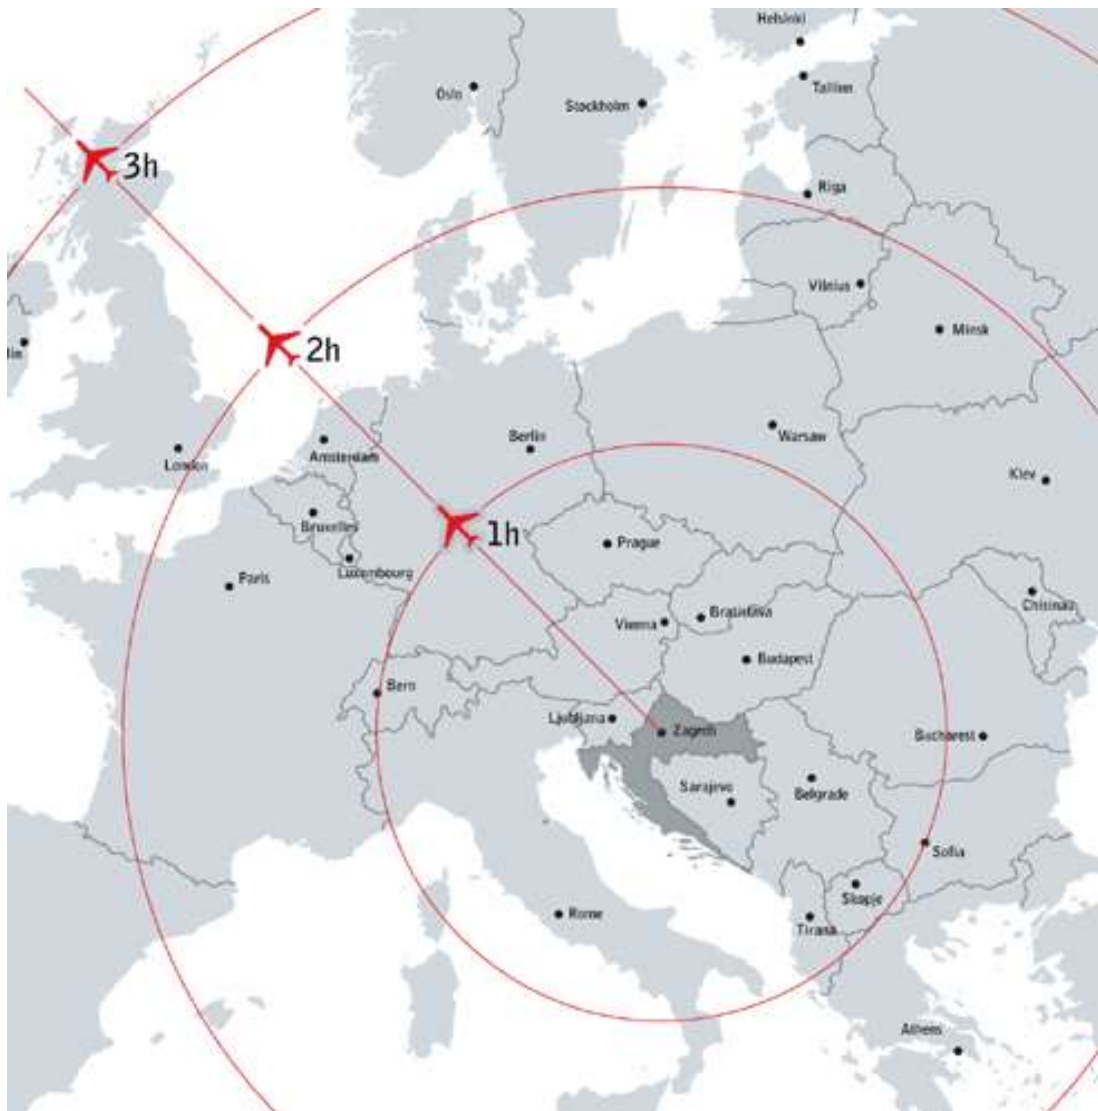 Helsinki
Oslo
Stockholm
Tallinn
3h
Riga
Vilnius
Minsk
lin
2h
Berlin
Warsaw
London
Amsterdam
Kiev
Bruxelles
1h
Prague
Luxembourg
Paris
Chisinau
Vienna
Bratislava
Budapest
Bern
Ljubljana
Zagreb
Bucharest
Sarajevo
Belgrade
Sofia
Skopje
Rome
Tirana
Athens